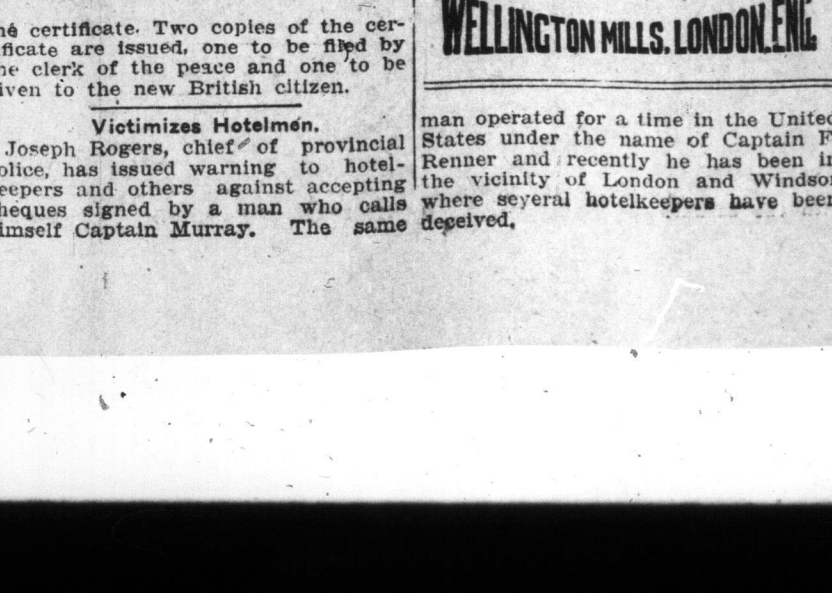 certificate. Two copies of the cer-
ficate are issued, one to be filed by
he clerk of the peace and one to be
iven to the new British citizen.
Victimizes Hotelmen.
Joseph Rogers, chief of provincial
olice, has issued warning to hotel-
eepers and others against accepting
heques signed by a man who calls
imself Captain Murray. The same
WELLINGTON MILLS, LONDON, ENG.
man operated for a time in the United
States under the name of Captain F
Renner and recently he has been in
the vicinity of London and Windsor
where several hotelkeepers have been
deceived.